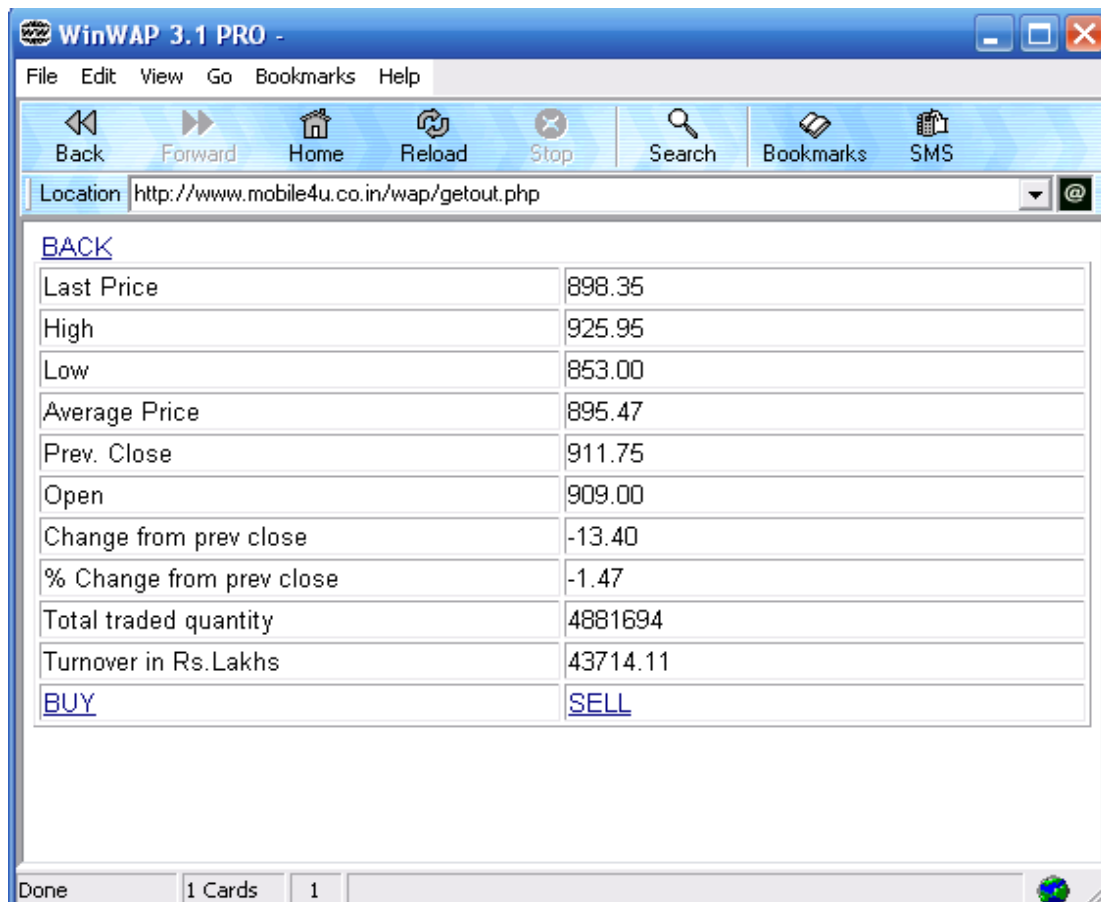 WinWAP 3.1 PRO -
File Edit View Go Bookmarks Help
Back Forward Home Reload Stop Search Bookmarks SMS
Location http://www.mobile4u.co.in/wap/getout.php @
BACK
Last Price 898.35
High 925.95
Low 853.00
Average Price 895.47
Prev. Close 911.75
Open 909.00
Change from prev close -13.40
% Change from prev close -1.47
Total traded quantity 4881694
Turnover in Rs.Lakhs 43714.11
BUY SELL
Done 1 Cards 1